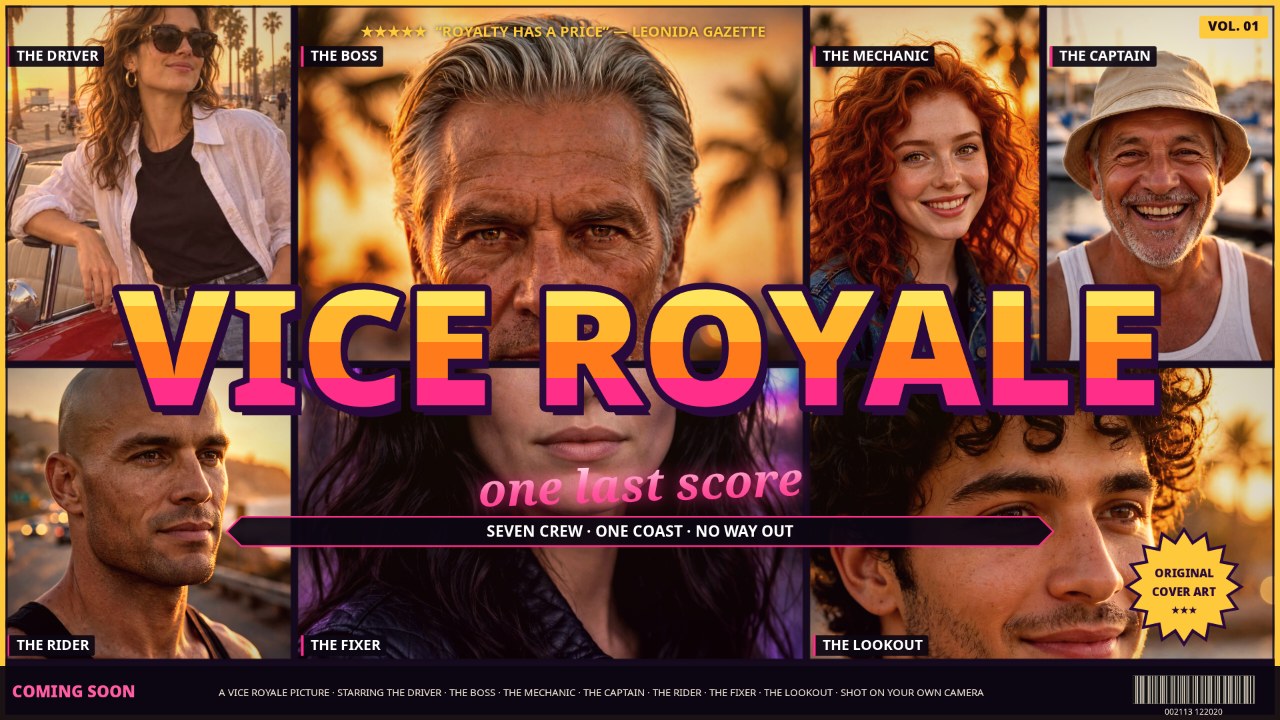 ★★★★★ "ROYALTY HAS A PRICE" — LEONIDA GAZETTE
VOL. 01
THE DRIVER
THE BOSS
THE MECHANIC
THE CAPTAIN
VICE ROYALE
one last score
SEVEN CREW · ONE COAST · NO WAY OUT
ORIGINAL
COVER ART
★★★
THE RIDER
THE FIXER
THE LOOKOUT
COMING SOON
A VICE ROYALE PICTURE · STARRING THE DRIVER · THE BOSS · THE MECHANIC · THE CAPTAIN · THE RIDER · THE FIXER · THE LOOKOUT · SHOT ON YOUR OWN CAMERA
002113 122020